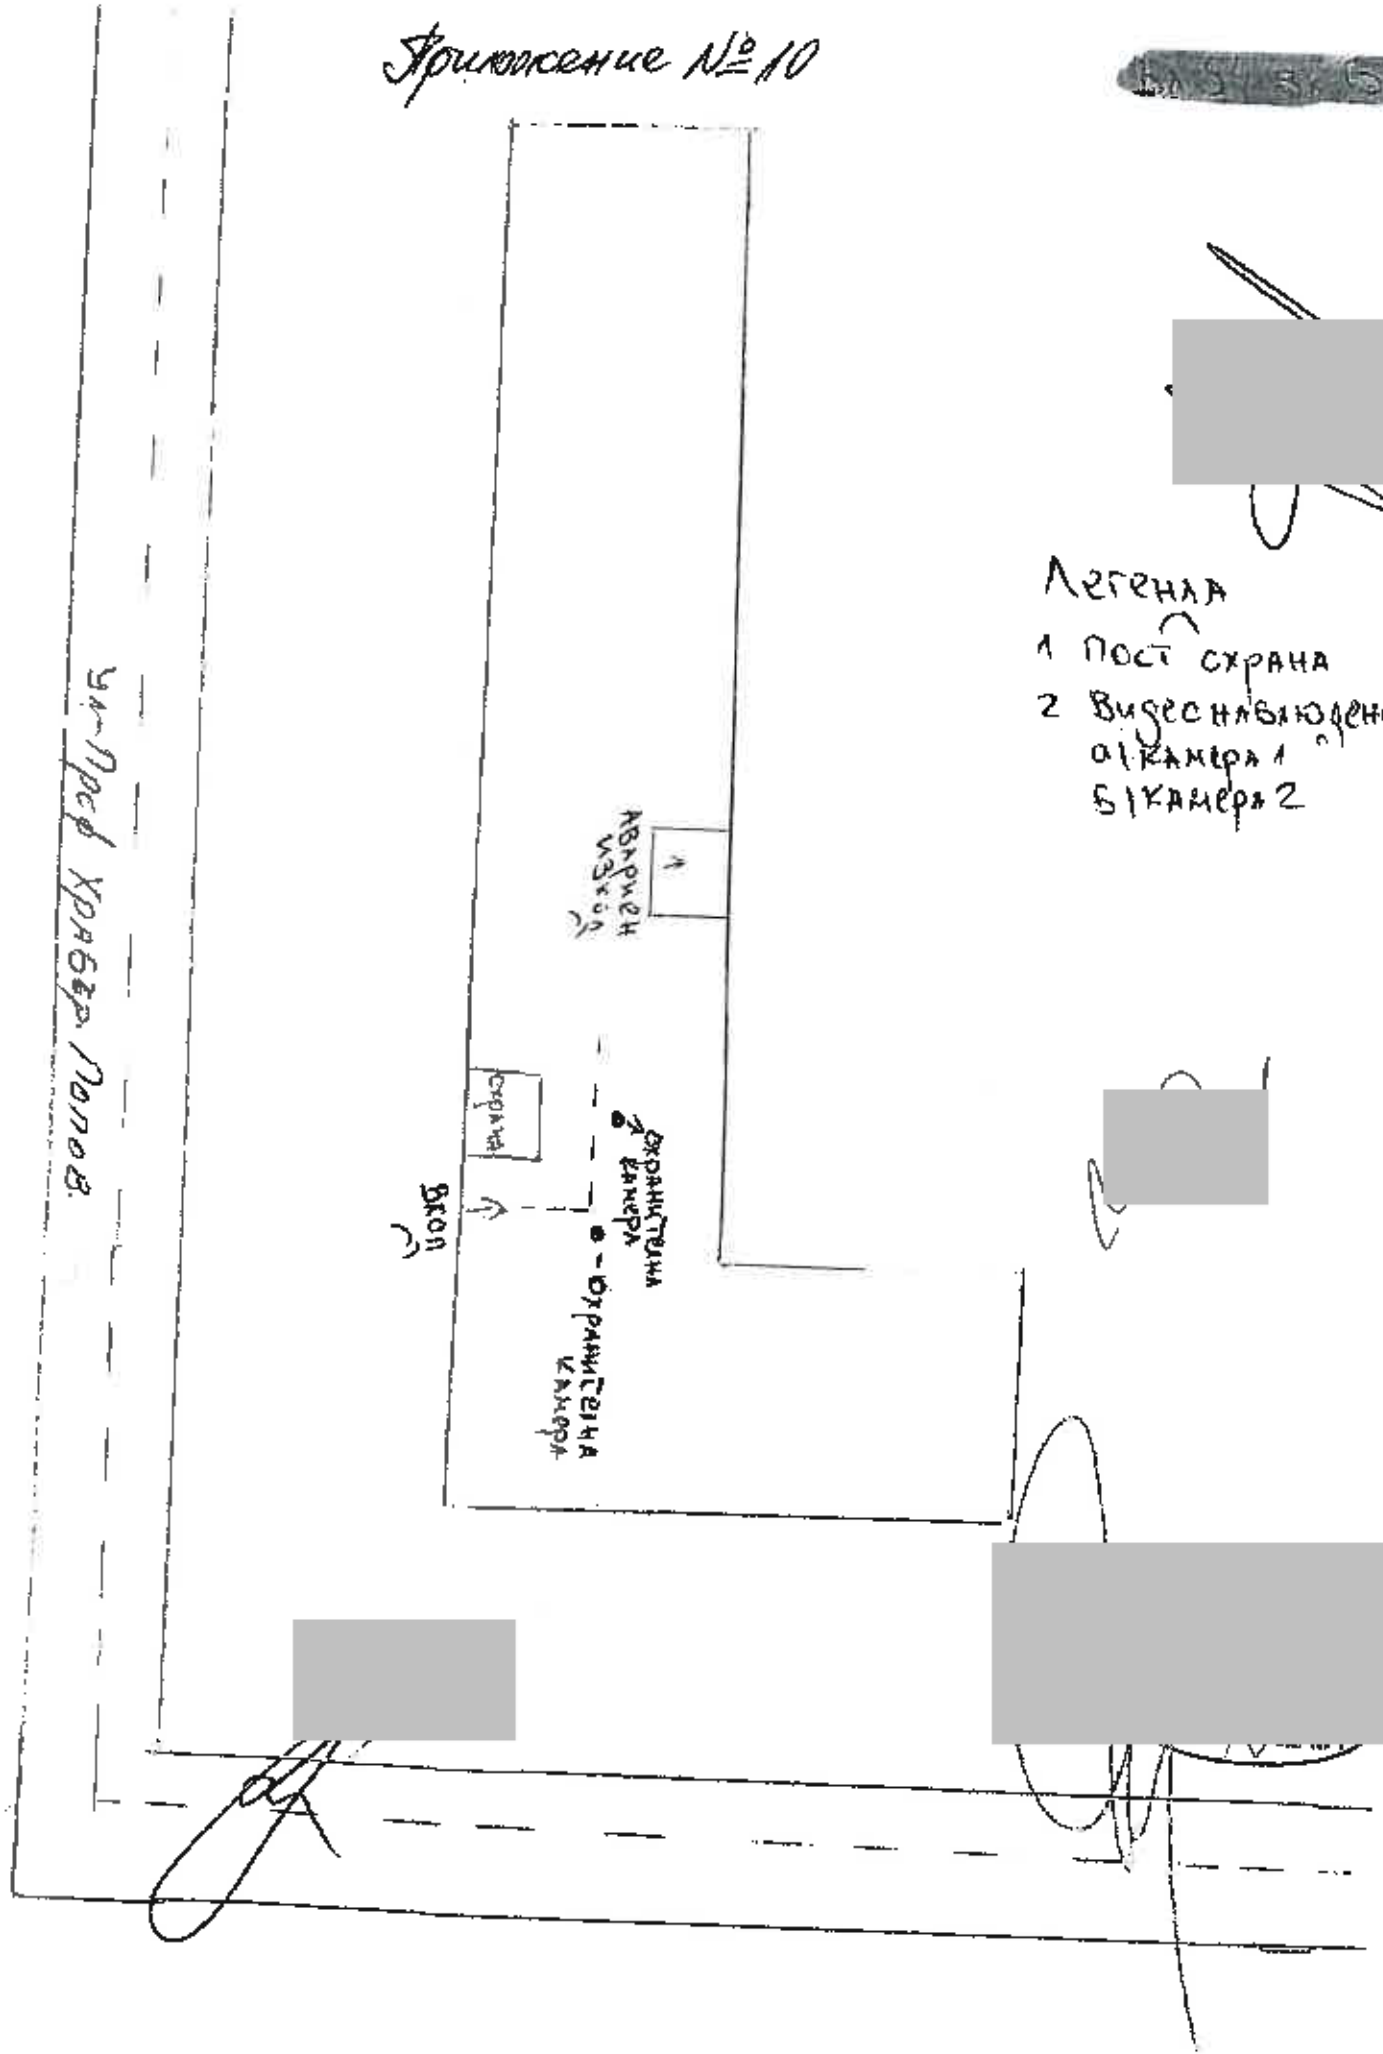 Приложение № 10
Легенда
1 Пост охрана
2 Видеонаблюден
а/ камера 1
б/ камера 2
ул. Проф Храбър. Попов.
Авариен
изход
охрана
Вход
охранителна
камера
- Охранителна
камера